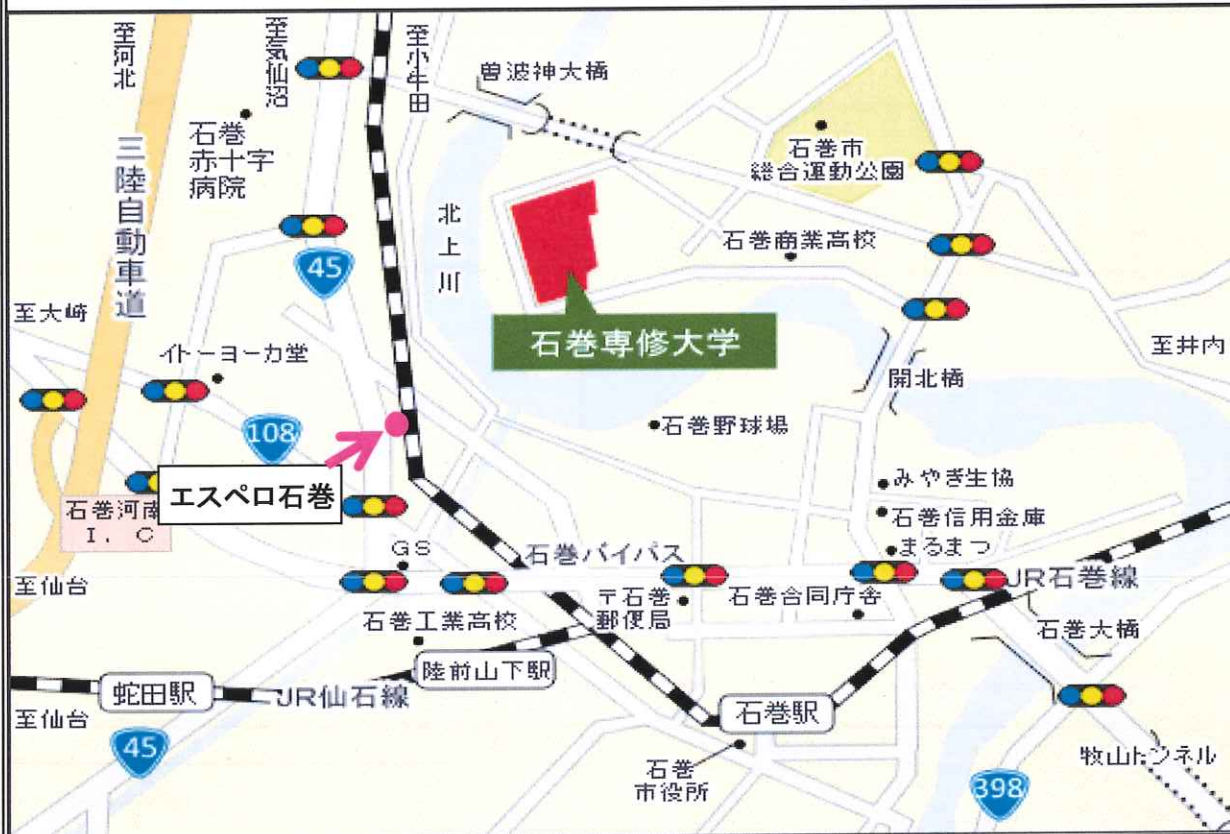 至河北
至気仙沼
至小牛田
曽波神大橋
石巻
赤十字
病院
三陸自動車道
石巻市
総合運動公園
北上川
石巻商業高校
45
至大崎
石巻専修大学
至井内
イトーヨーカ堂
開北橋
108
石巻野球場
エスペロ石巻
みやぎ生協
石巻河南
I. C
石巻信用金庫
GS
石巻バイパス
まるまつ
至仙台
JR石巻線
〒石巻
郵便局
石巻合同庁舎
石巻工業高校
石巻大橋
陸前山下駅
蛇田駅
JR仙石線
石巻駅
至仙台
45
石巻
市役所
牧山トンネル
398